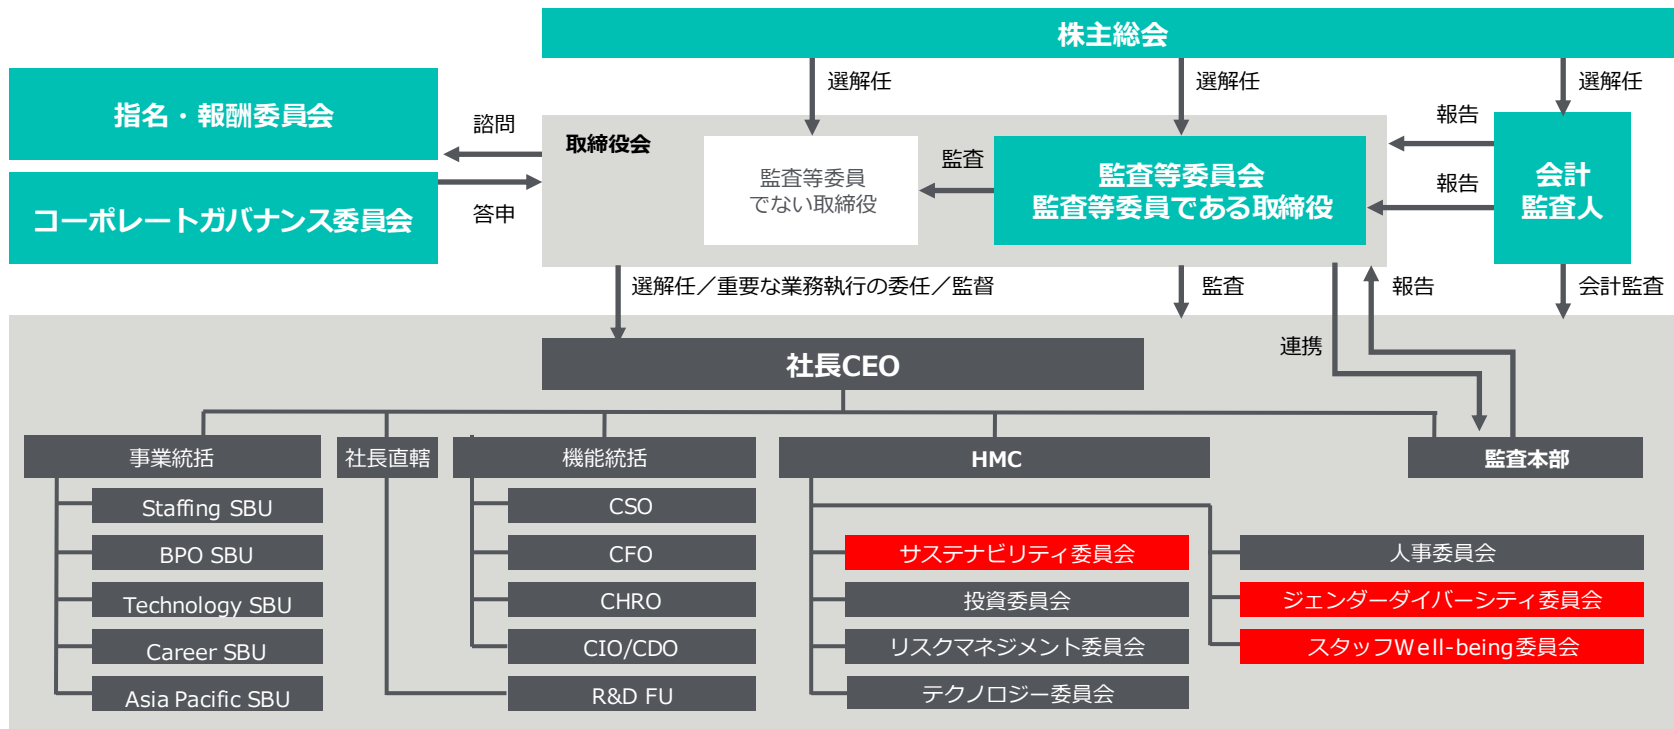 株主総会
選解任
選解任
選解任
指名・報酬委員会
諮問
答申
コーポレートガバナンス委員会
取締役会
監査等委員
でない取締役
監査
監査等委員会
監査等委員である取締役
報告
報告
会計
監査人
選解任／重要な業務執行の委任／監督
監査
連携
報告
会計監査
社長CEO
事業統括
社長直轄
機能統括
HMC
監査本部
Staffing SBU
BPO SBU
Technology SBU
Career SBU
Asia Pacific SBU
CSO
CFO
CHRO
CIO/CDO
R&D FU
サステナビリティ委員会
投資委員会
リスクマネジメント委員会
テクノロジー委員会
人事委員会
ジェンダーダイバーシティ委員会
スタッフWell-being委員会